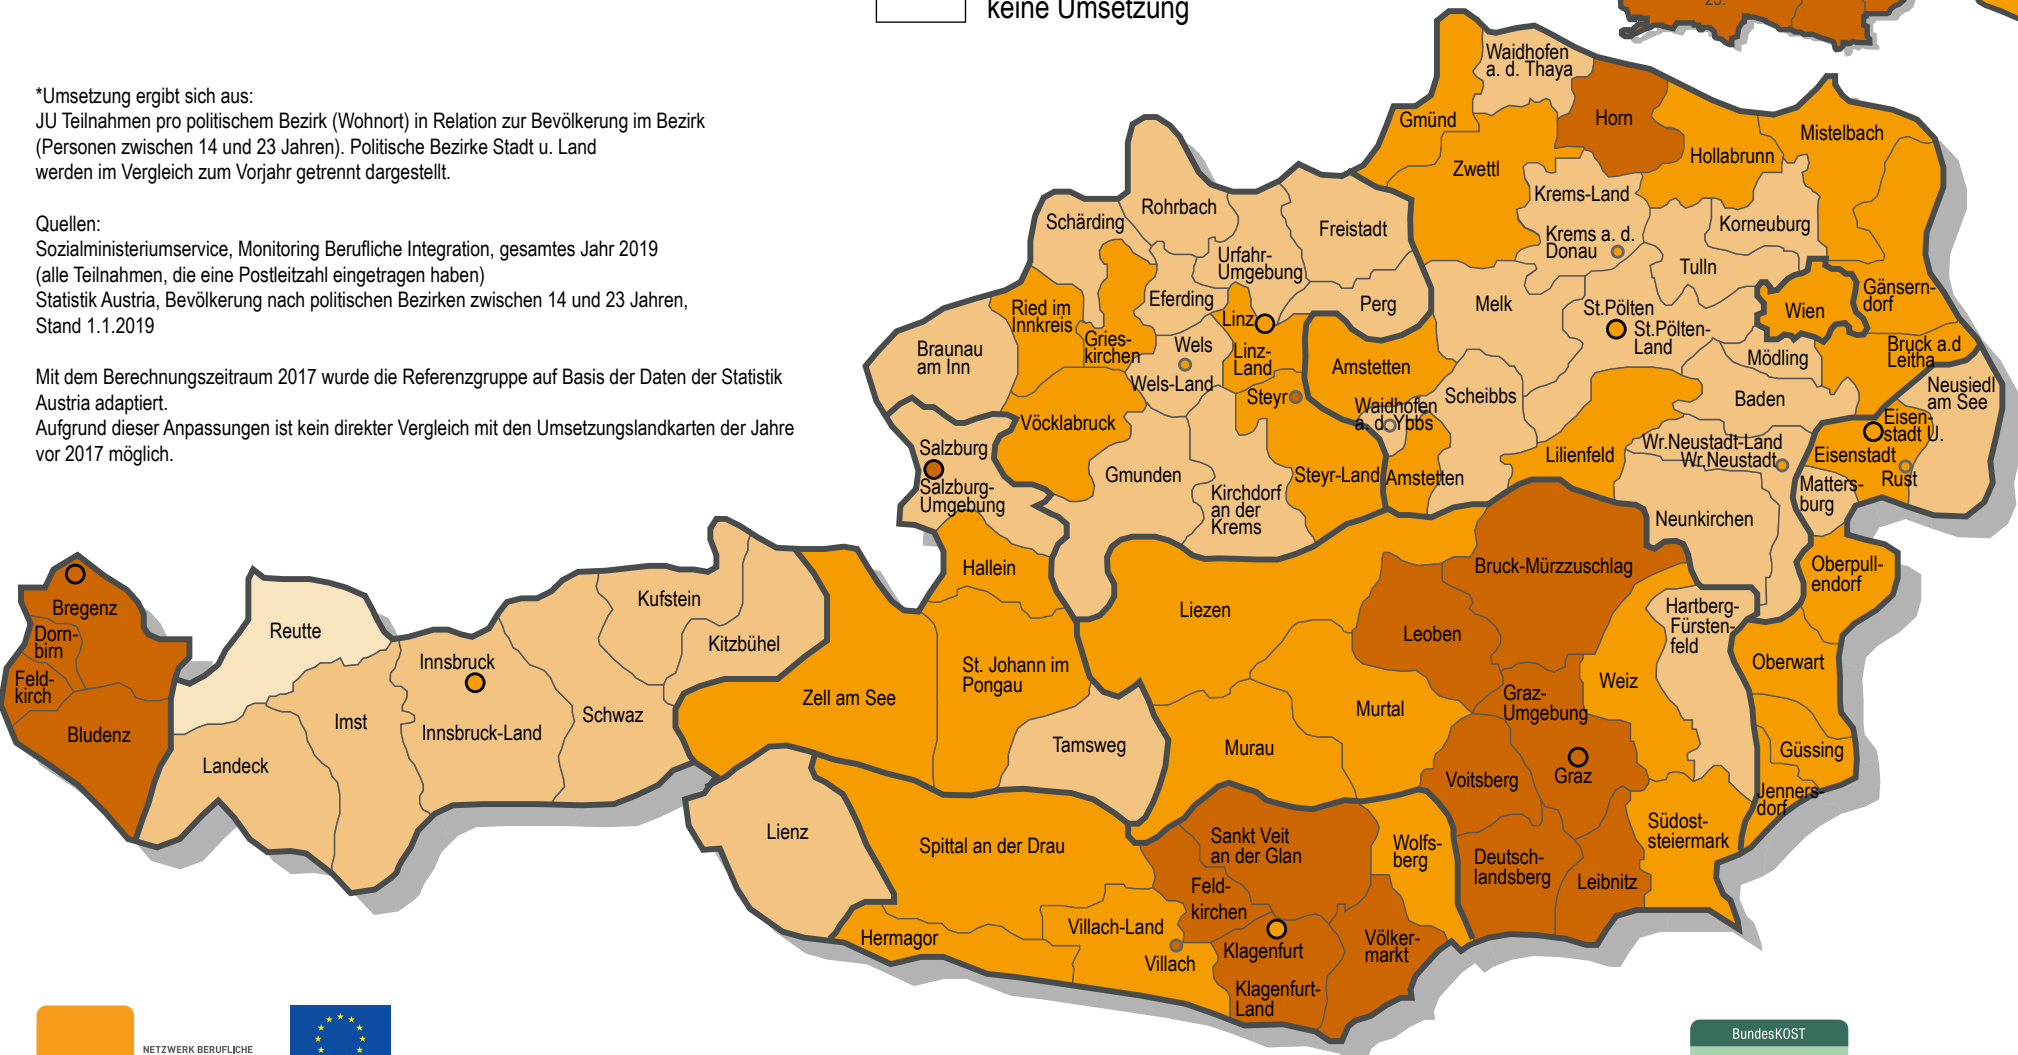 keine Umsetzung
23.
*Umsetzung ergibt sich aus:
JU Teilnahmen pro politischem Bezirk (Wohnort) in Relation zur Bevölkerung im Bezirk
(Personen zwischen 14 und 23 Jahren). Politische Bezirke Stadt u. Land
werden im Vergleich zum Vorjahr getrennt dargestellt.
Quellen:
Sozialministeriumservice, Monitoring Berufliche Integration, gesamtes Jahr 2019
(alle Teilnahmen, die eine Postleitzahl eingetragen haben)
Statistik Austria, Bevölkerung nach politischen Bezirken zwischen 14 und 23 Jahren,
Stand 1.1.2019
Mit dem Berechnungszeitraum 2017 wurde die Referenzgruppe auf Basis der Daten der Statistik
Austria adaptiert.
Aufgrund dieser Anpassungen ist kein direkter Vergleich mit den Umsetzungslandkarten der Jahre
vor 2017 möglich.
Waidhofen
a. d. Thaya
Gmünd
Horn
Mistelbach
Hollabrunn
Zwettl
Krems-Land
Krems a. d.
Donau
Korneuburg
Tulln
Rohrbach
Schärding
Freistadt
Urfahr-
Umgebung
Eferding
Perg
Melk
St.Pölten
St.Pölten-
Land
Wien
Gänsern-
dorf
Ried im
Innkreis
Gries-
kirchen
Linz
Wels
Linz-
Land
Wels-Land
Braunau
am Inn
Amstetten
Mödling
Bruck a.d
Leitha
Neusiedl
am See
Steyr
Waidhofen
a. d. Ybbs
Scheibbs
Baden
Vöcklabruck
Eisen-
stadt U.
Salzburg
Salzburg-
Umgebung
Gmunden
Kirchdorf
an der
Krems
Steyr-Land
Amstetten
Lilienfeld
Wr.Neustadt-Land
Wr.Neustadt
Eisenstadt
Rust
Matters-
burg
Neunkirchen
Hallein
Bruck-Mürzzuschlag
Oberpull-
endorf
Bregenz
Dorn-
birn
Feld-
kirch
Bludenz
Reutte
Kufstein
Kitzbühel
Innsbruck
Innsbruck-Land
Imst
Schwaz
Landeck
Zell am See
St. Johann im
Pongau
Tamsweg
Liezen
Leoben
Hartberg-
Fürsten-
feld
Oberwart
Weiz
Graz-
Umgebung
Murtal
Murau
Voitsberg
Graz
Güssing
Jenners-
dorf
Lienz
Spittal an der Drau
Sankt Veit
an der Glan
Wolfs-
berg
Deutsch-
landsberg
Leibnitz
Südost-
steiermark
Feld-
kirchen
Hermagor
Villach-Land
Villach
Klagenfurt
Klagenfurt-
Land
Völker-
markt
NETZWERK BERUFLICHE
BundesKOST